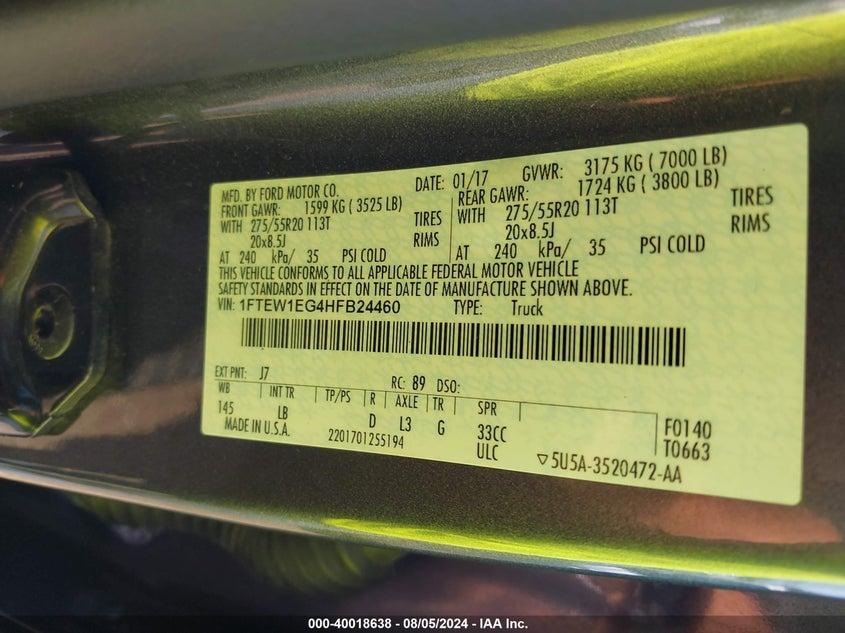 MFD. BY FORD MOTOR CO. DATE: 01/17 GVWR: 3175 KG ( 7000 LB)
FRONT GAWR: 1599 KG ( 3525 LB) REAR GAWR: 1724 KG ( 3800 LB)
WITH 275/55R20 113T TIRES WITH 275/55R20 113T TIRES
20x8.5J RIMS 20x8.5J RIMS
AT 240 kPa/ 35 PSI COLD AT 240 kPa/ 35 PSI COLD
THIS VEHICLE CONFORMS TO ALL APPLICABLE FEDERAL MOTOR VEHICLE
SAFETY STANDARDS IN EFFECT ON THE DATE OF MANUFACTURE SHOWN ABOVE.
VIN: 1FTEW1EG4HFB24460 TYPE: Truck
EXT PNT: J7 RC: 89 DSO:
WB INT TR TP/PS R AXLE TR SPR
145 LB D L3 G 33CC F0140
MADE IN U.S.A. 2201701255194 ULC T0663
▽5U5A-3520472-AA
000-40018638 - 08/05/2024 - IAA Inc.